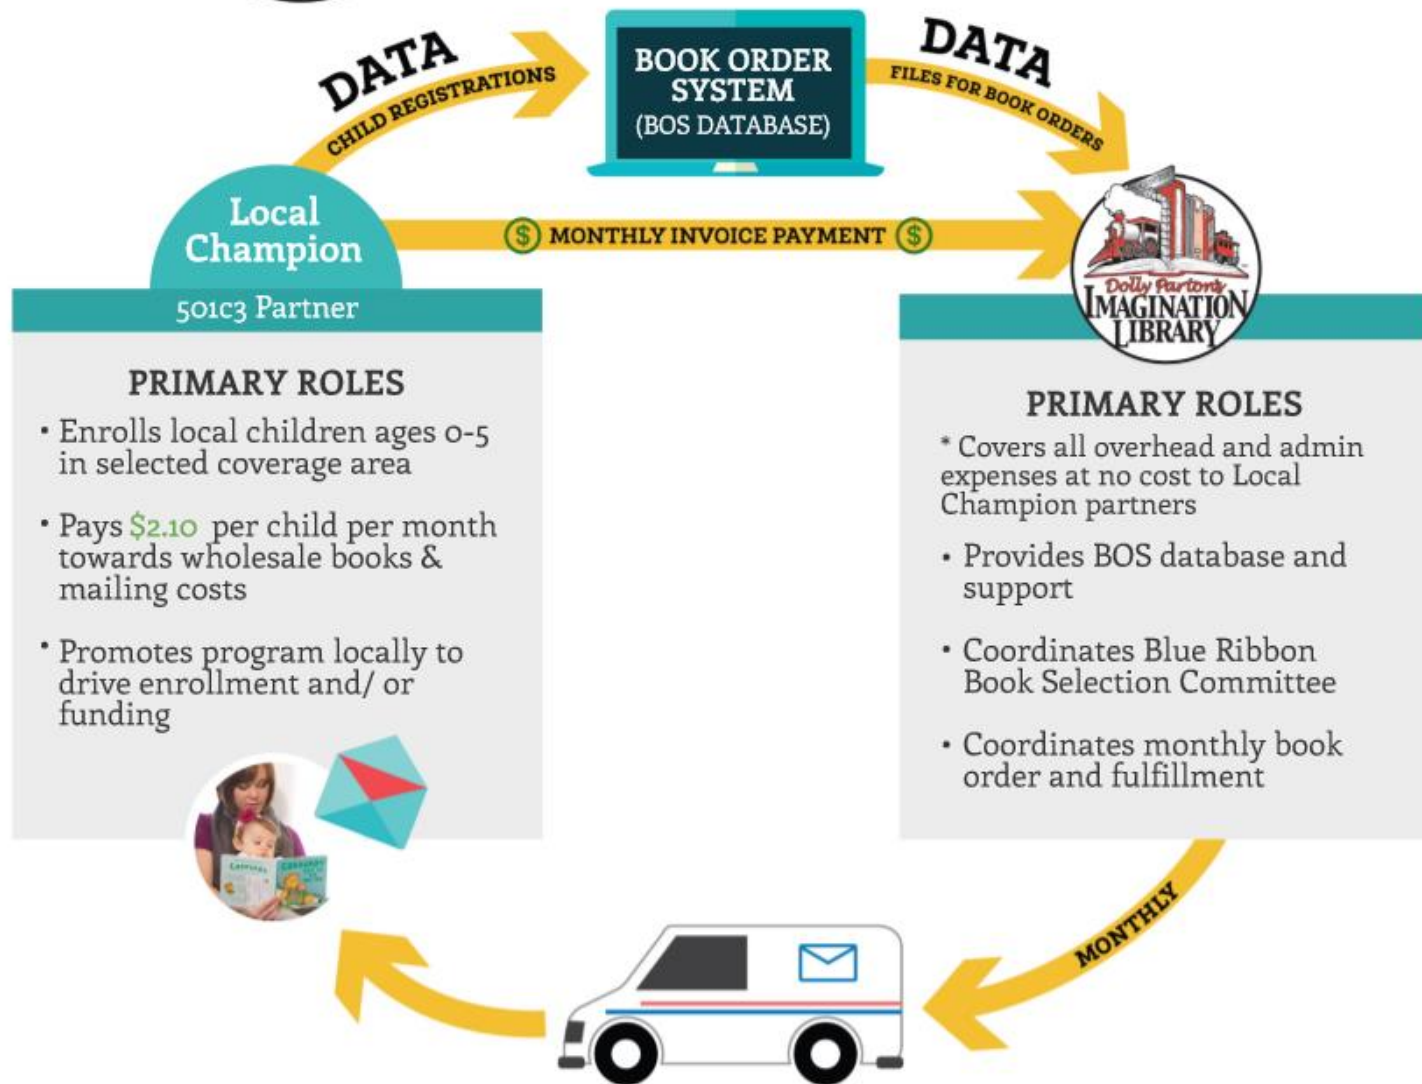 DATA
CHILD REGISTRATIONS
BOOK ORDER
SYSTEM
(BOS DATABASE)
DATA
FILES FOR BOOK ORDERS
Local
Champion
$ MONTHLY INVOICE PAYMENT $
Dolly Parton's
IMAGINATION
LIBRARY
501c3 Partner
PRIMARY ROLES
• Enrolls local children ages 0-5
in selected coverage area
• Pays $2.10 per child per month
towards wholesale books &
mailing costs
• Promotes program locally to
drive enrollment and/ or
funding
PRIMARY ROLES
* Covers all overhead and admin
expenses at no cost to Local
Champion partners
• Provides BOS database and
support
• Coordinates Blue Ribbon
Book Selection Committee
• Coordinates monthly book
order and fulfillment
MONTHLY